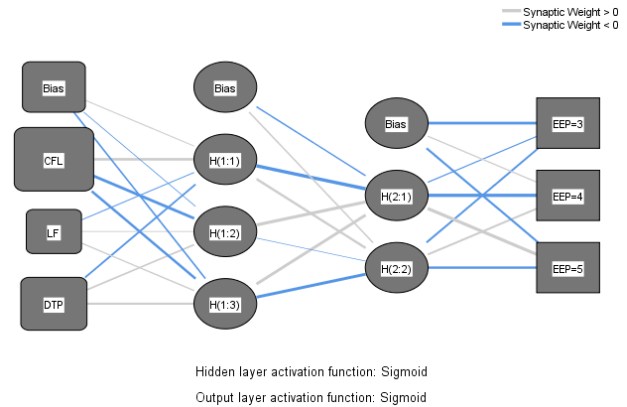 Synaptic Weight > 0
Synaptic Weight < 0
Bias
CFL
LF
DTP
Bias
H(1:1)
H(1:2)
H(1:3)
Bias
H(2:1)
H(2:2)
EEP=3
EEP=4
EEP=5
Hidden layer activation function: Sigmoid
Output layer activation function: Sigmoid